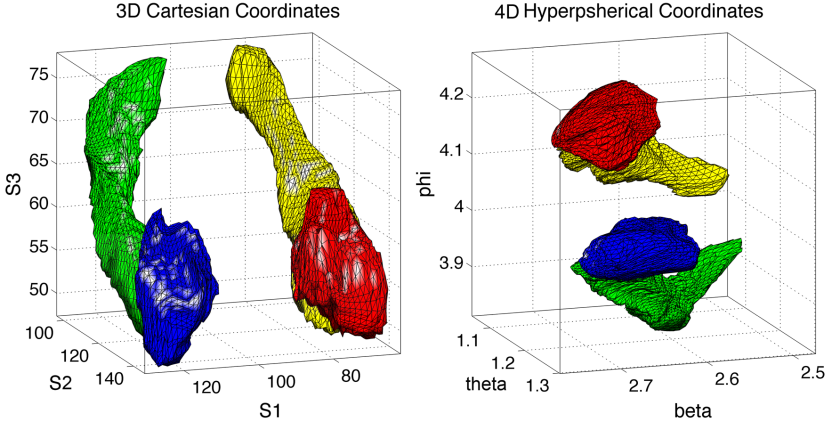 3D Cartesian Coordinates
75
70
65
60
55
50
S3
100
120
140
S2
120
100
80
S1
4D Hyperpsherical Coordinates
4.2
4.1
4
3.9
phi
1.1
1.2
1.3
theta
2.7
2.6
2.5
beta